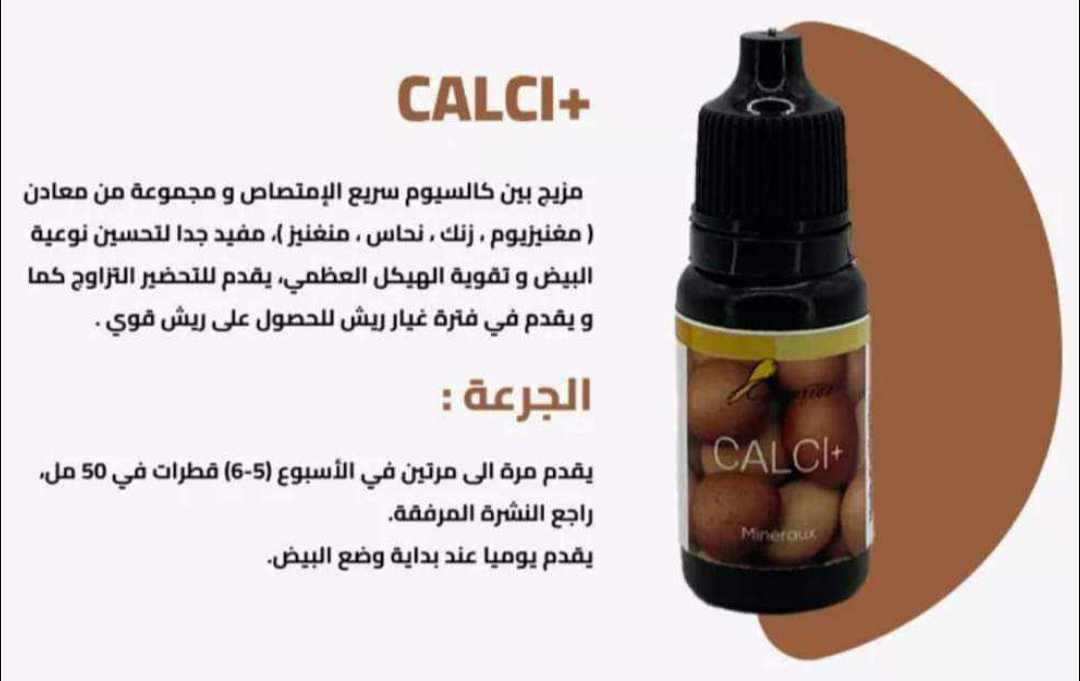 CALCI+
مزيج بين كالسيوم سريع الإمتصاص و مجموعة من معادن
( مغنيزيوم ، زنك ، نحاس ، منغنيز )، مفيد جدا لتحسين نوعية
البيض و تقوية الهيكل العظمي، يقدم للتحضير التزاوج كما
و يقدم في فترة غيار ريش للحصول على ريش قوي .
الجرعة :
يقدم مرة الى مرتين في الأسبوع (5-6) قطرات في 50 مل،
راجع النشرة المرفقة.
يقدم يوميا عند بداية وضع البيض.
CALCI+
Mineraux